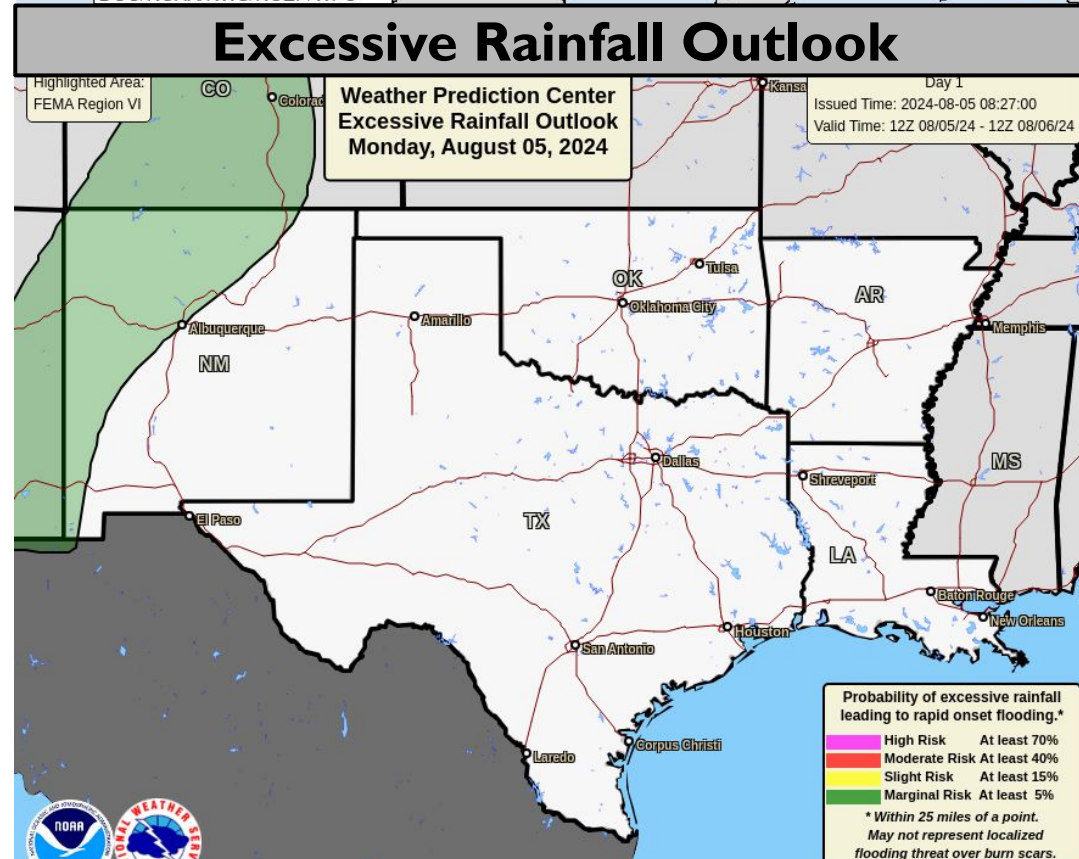 Excessive Rainfall Outlook
Highlighted Area:
FEMA Region VI
Weather Prediction Center
Excessive Rainfall Outlook
Monday, August 05, 2024
Day 1
Issued Time: 2024-08-05 08:27:00
Valid Time: 12Z 08/05/24 - 12Z 08/06/24
CO
Tulsa
OK
Oklahoma City
AR
Amarillo
Albuquerque
Memphis
NM
Dallas
MS
Shreveport
El Paso
TX
LA
Baton Rouge
New Orleans
Houston
San Antonio
Corpus Christi
Laredo
Probability of excessive rainfall
leading to rapid onset flooding.*
High Risk At least 70%
Moderate Risk At least 40%
Slight Risk At least 15%
Marginal Risk At least 5%
* Within 25 miles of a point.
May not represent localized
flooding threat over burn scars.
NOAA
WEATHER